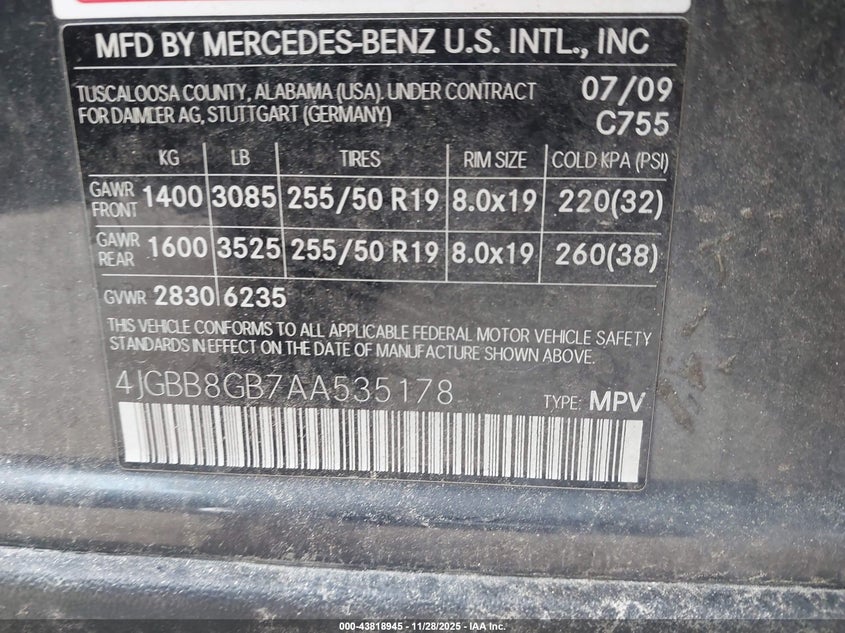 MFD BY MERCEDES-BENZ U.S. INTL., INC
TUSCALOOSA COUNTY, ALABAMA (USA), UNDER CONTRACT 07/09
FOR DAIMLER AG, STUTTGART (GERMANY) C755
KG LB TIRES RIM SIZE COLD KPA (PSI)
GAWR FRONT 1400 3085 255/50 R19 8.0x19 220(32)
GAWR REAR 1600 3525 255/50 R19 8.0x19 260(38)
GVWR 2830 6235
THIS VEHICLE CONFORMS TO ALL APPLICABLE FEDERAL MOTOR VEHICLE SAFETY
STANDARDS IN EFFECT ON THE DATE OF MANUFACTURE SHOWN ABOVE.
4JGBB8GB7AA535178 TYPE: MPV
000-43818945 - 11/28/2025 - IAA Inc.